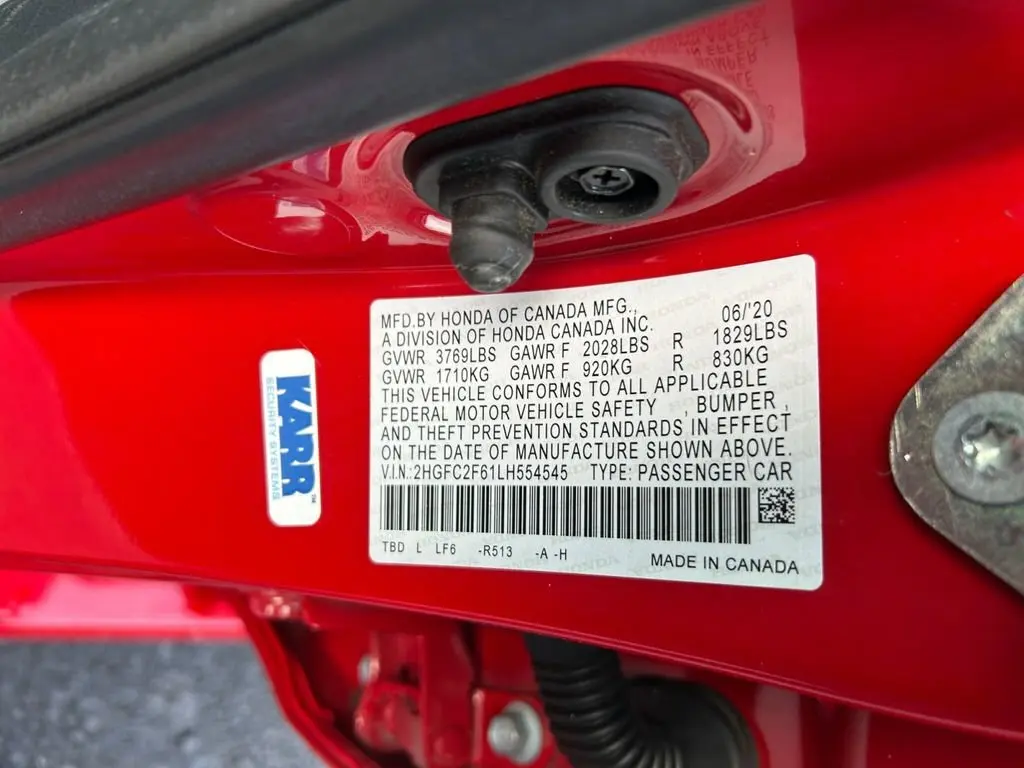 MFD.BY HONDA OF CANADA MFG., 06/'20
A DIVISION OF HONDA CANADA INC.
GVWR 3769LBS GAWR F 2028LBS R 1829LBS
GVWR 1710KG GAWR F 920KG R 830KG
THIS VEHICLE CONFORMS TO ALL APPLICABLE
FEDERAL MOTOR VEHICLE SAFETY , BUMPER ,
AND THEFT PREVENTION STANDARDS IN EFFECT
ON THE DATE OF MANUFACTURE SHOWN ABOVE.
V.I.N.:2HGFC2F61LH554545 TYPE: PASSENGER CAR
TBD L LF6 -R513 -A -H
MADE IN CANADA
KARR™
SECURITY SYSTEMS